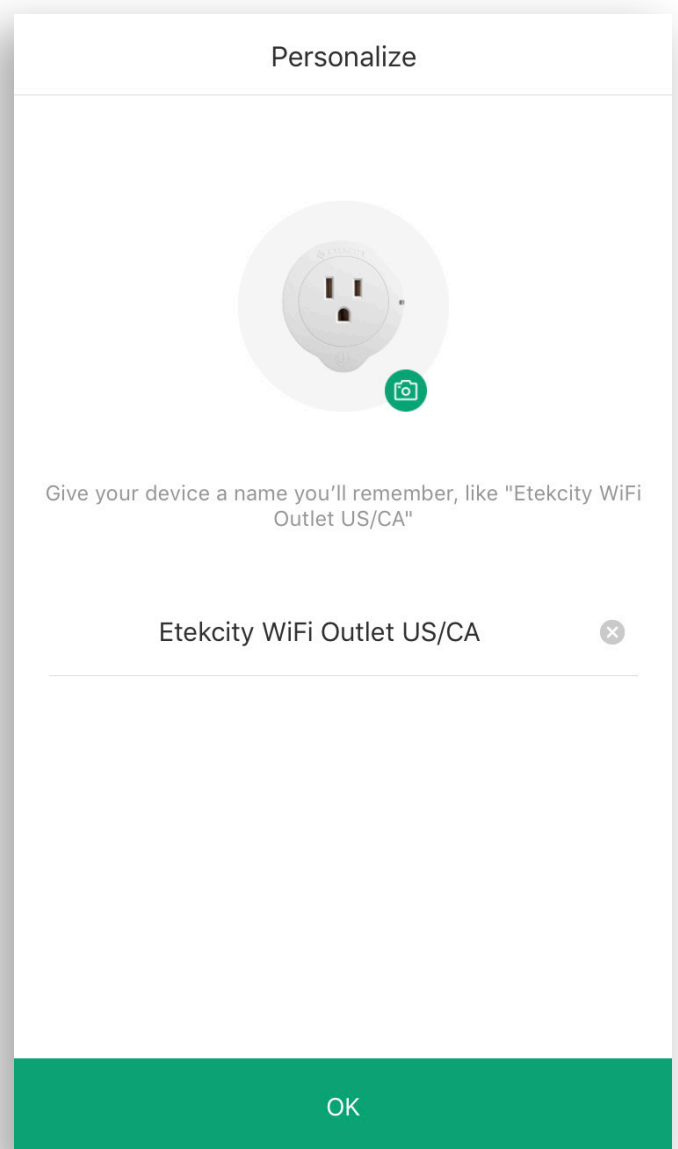 Personalize
ETEKCITY
Give your device a name you’ll remember, like "Etekcity WiFi
Outlet US/CA"
Etekcity WiFi Outlet US/CA
OK